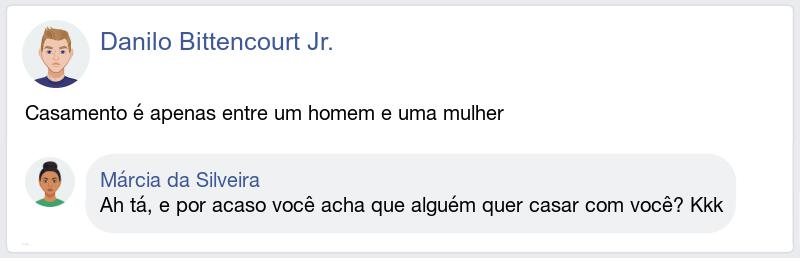 Danilo Bittencourt Jr.
Casamento é apenas entre um homem e uma mulher
Márcia da Silveira
Ah tá, e por acaso você acha que alguém quer casar com você? Kkk